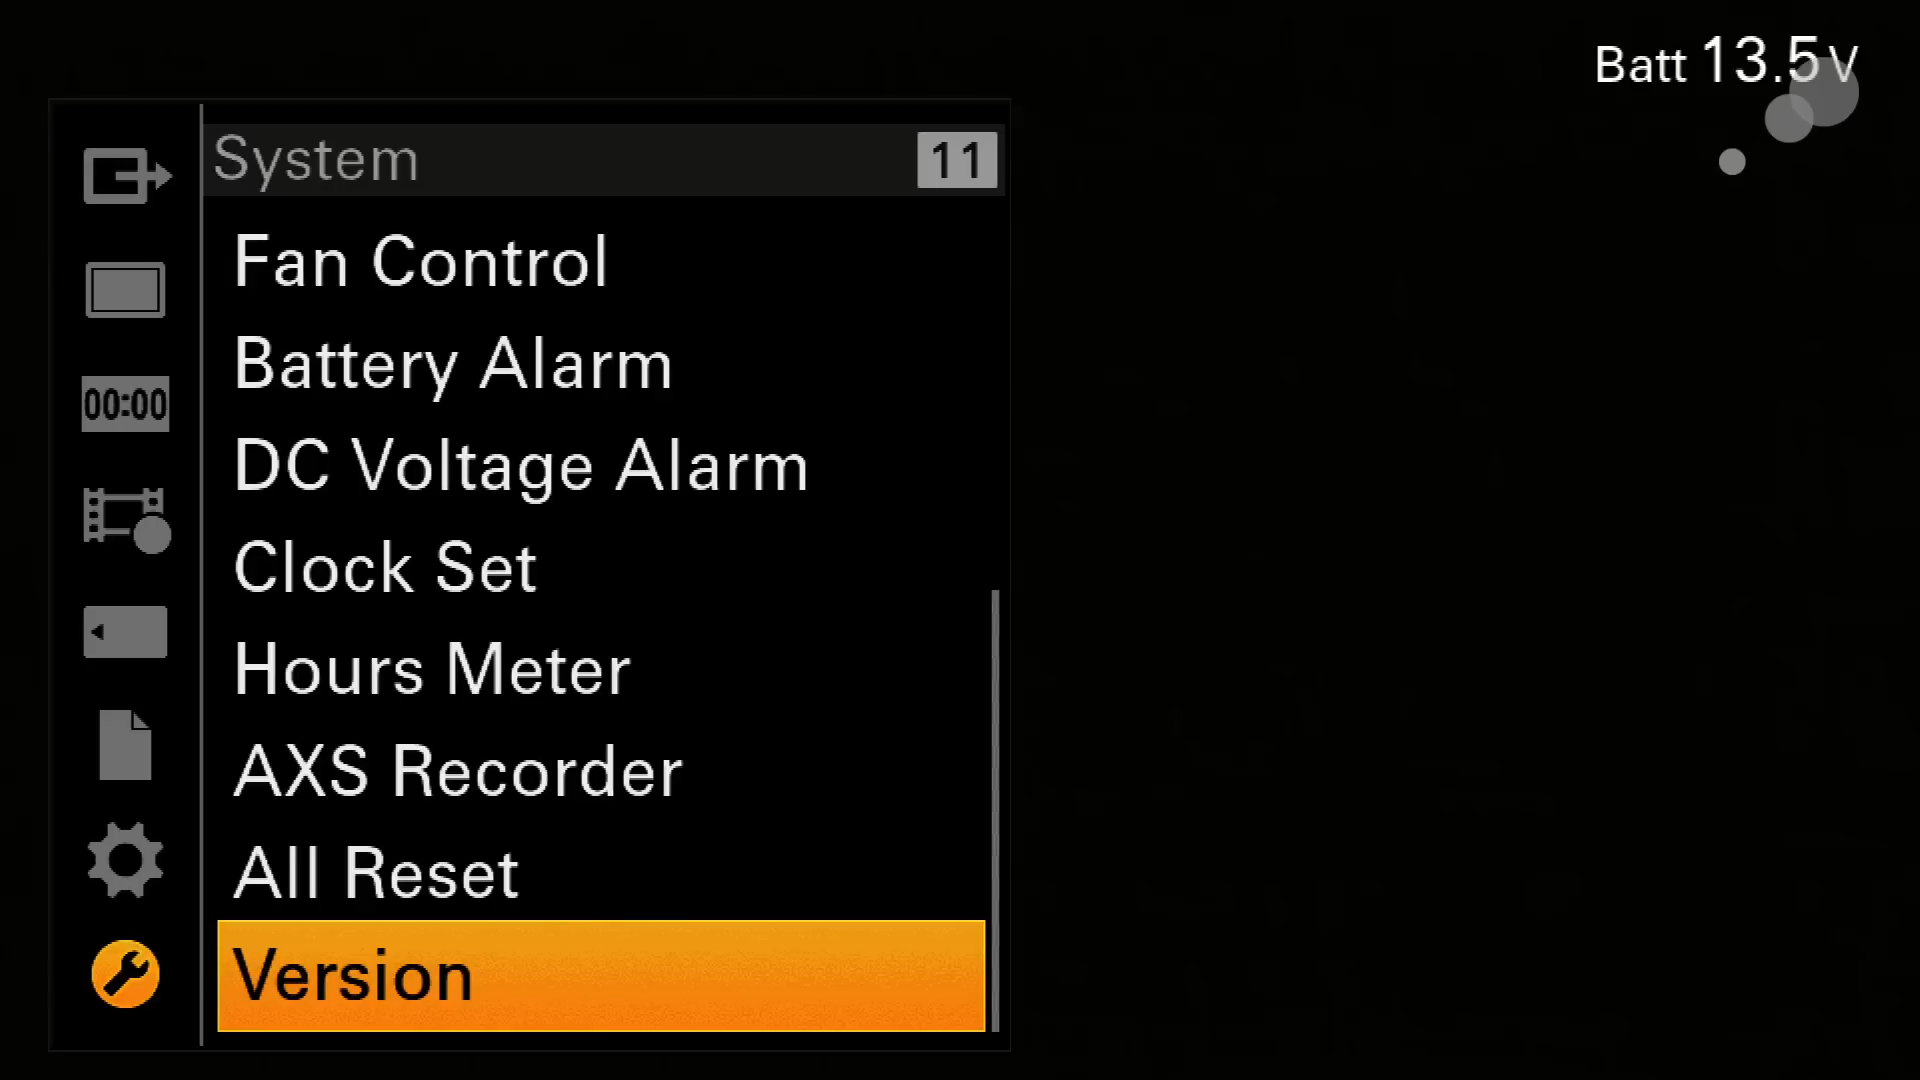 Batt 13.5V
System 11
Fan Control
Battery Alarm
DC Voltage Alarm
00:00
Clock Set
Hours Meter
AXS Recorder
All Reset
Version